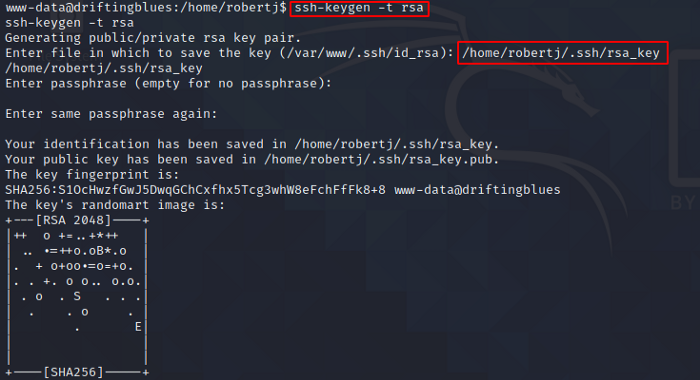 www-data@driftingblues:/home/robertj$ ssh-keygen -t rsa
ssh-keygen -t rsa
Generating public/private rsa key pair.
Enter file in which to save the key (/var/www/.ssh/id_rsa): /home/robertj/.ssh/rsa_key
/home/robertj/.ssh/rsa_key
Enter passphrase (empty for no passphrase):
Enter same passphrase again:
Your identification has been saved in /home/robertj/.ssh/rsa_key.
Your public key has been saved in /home/robertj/.ssh/rsa_key.pub.
The key fingerprint is:
SHA256:S1OcHwzfGwJ5DwqGChCxfhx5Tcg3whW8eFchFfFk8+8 www-data@driftingblues
The key's randomart image is:
+---[RSA 2048]----+
|++  o +=..+*++   |
| .. .=++o.oB*.o  |
|.  + o+oo.=o=+o. |
|. . +. o o.. o.o.|
| . o  . S   . . .|
|  .    . o     . |
|        .       E|
|                 |
|                 |
+----[SHA256]-----+
BY